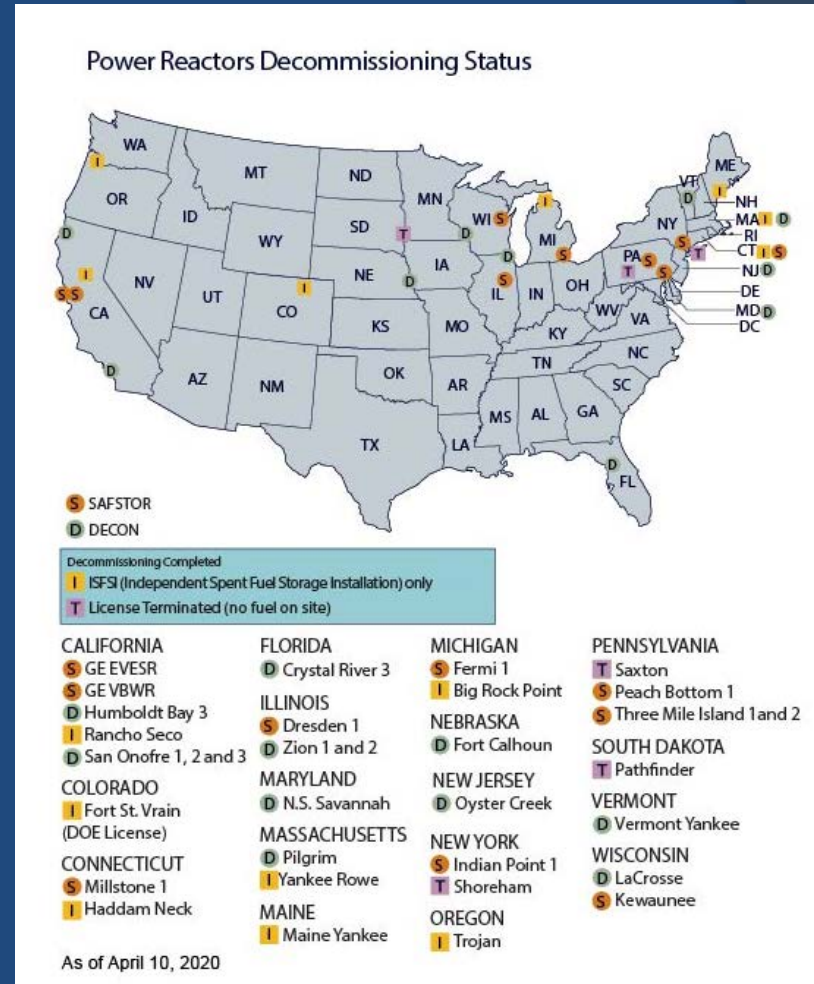 Power Reactors Decommissioning Status
WA
MT
ND
MN
ME
VT
OR
ID
SD
WI S
NH
MA I D
NY
RI
WY
MI
CT I S
IA
PA
NJ D
NE
OH
DE
NV
UT
CO
IL
IN
WV
MD D
VA
DC
CA
KS
MO
KY
NC
TN
AZ
NM
OK
AR
SC
MS
AL
GA
TX
LA
FL
I
D
I
S S
D
I
T
D
D
D
S
I
S
D
I
S
T
S
T
S
D
S SAFSTOR
D DECON
Decommissioning Completed
I ISFSI (Independent Spent Fuel Storage Installation) only
T License Terminated (no fuel on site)
CALIFORNIA
S GE EVESR
S GE VBWR
D Humboldt Bay 3
I Rancho Seco
D San Onofre 1, 2 and 3
COLORADO
I Fort St. Vrain
(DOE License)
CONNECTICUT
S Millstone 1
I Haddam Neck
FLORIDA
D Crystal River 3
ILLINOIS
S Dresden 1
D Zion 1 and 2
MARYLAND
D N.S. Savannah
MASSACHUSETTS
D Pilgrim
I Yankee Rowe
MAINE
I Maine Yankee
MICHIGAN
S Fermi 1
I Big Rock Point
NEBRASKA
D Fort Calhoun
NEW JERSEY
D Oyster Creek
NEW YORK
S Indian Point 1
T Shoreham
OREGON
I Trojan
PENNSYLVANIA
T Saxton
S Peach Bottom 1
S Three Mile Island 1and 2
SOUTH DAKOTA
T Pathfinder
VERMONT
D Vermont Yankee
WISCONSIN
D LaCrosse
S Kewaunee
As of April 10, 2020